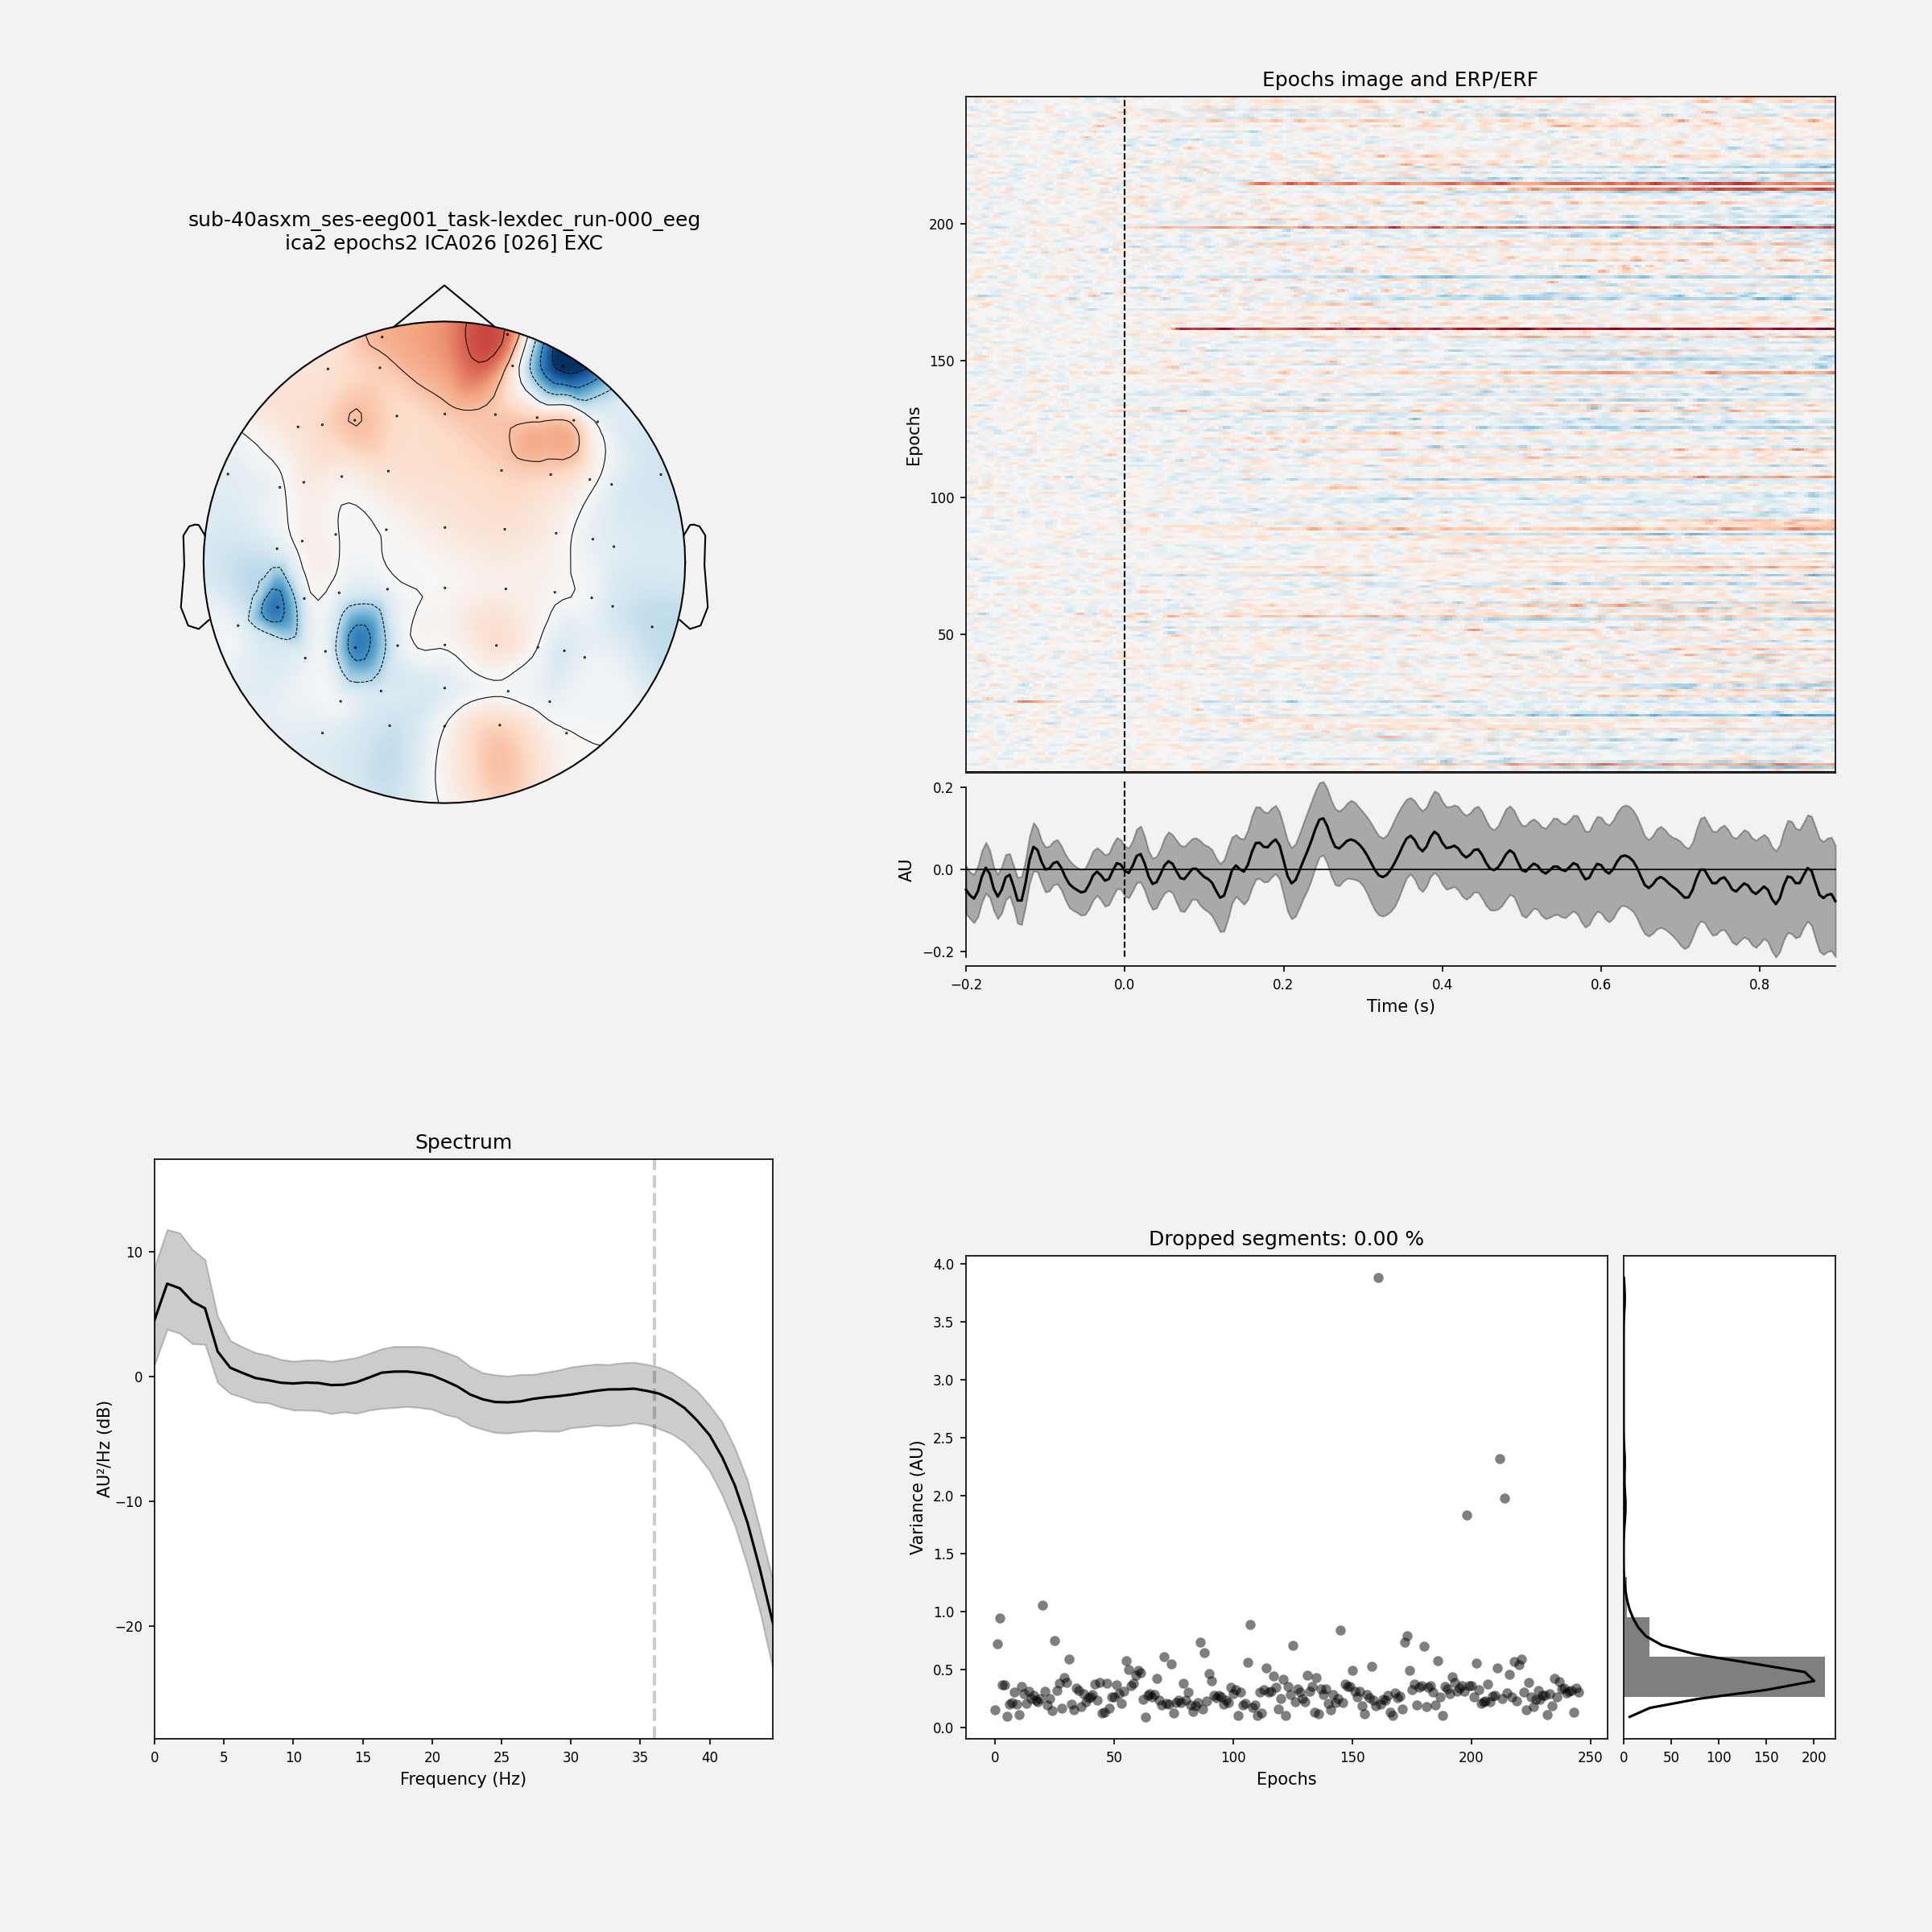 sub-40asxm_ses-eeg001_task-lexdec_run-000_eeg
ica2 epochs2 ICA026 [026] EXC
Epochs image and ERP/ERF
Epochs
200
150
100
50
AU
0.2
0.0
−0.2
−0.2 0.0 0.2 0.4 0.6 0.8
Time (s)
Spectrum
AU²/Hz (dB)
10
0
−10
−20
0 5 10 15 20 25 30 35 40
Frequency (Hz)
Dropped segments: 0.00 %
Variance (AU)
4.0
3.5
3.0
2.5
2.0
1.5
1.0
0.5
0.0
0 50 100 150 200 250
Epochs
0 50 100 150 200